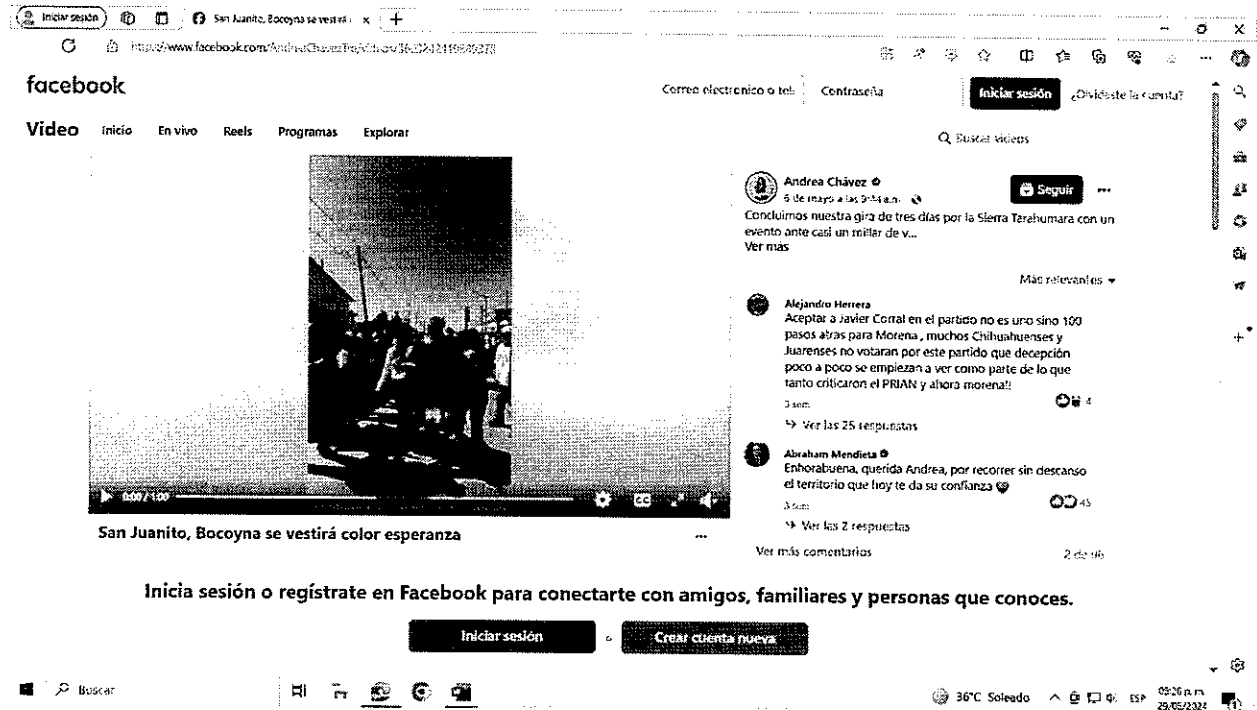 Iniciar sesión
San Juanito, Bocoyna se vestirá
facebook
Correo electronico o tel:
Contraseña
Iniciar sesión
¿Olvidaste la cuenta?
Video
Inicio
En vivo
Reels
Programas
Explorar
Buscar videos
Andrea Chávez
Seguir
6 de mayo a las
Concluimos nuestra gira de tres días por la Sierra Tarahumara con un
evento ante casi un millar de v...
Ver más
Más relevantes
Alejandro Herrera
Aceptar a Javier Corral en el partido no es uno sino 100
pasos atras para Morena , muchos Chihuahuenses y
Juarenses no votaran por este partido que decepción
poco a poco se empiezan a ver como parte de lo que
tanto criticaron el PRIAN y ahora morena!!
3 sem
4
Ver las 25 respuestas
Abraham Mendieta
Enhorabuena, querida Andrea, por recorrer sin descanso
el territorio que hoy te da su confianza
3 sem
45
Ver las 2 respuestas
Ver más comentarios
0:00 / 1:00
CC
San Juanito, Bocoyna se vestirá color esperanza
Inicia sesión o regístrate en Facebook para conectarte con amigos, familiares y personas que conoces.
Iniciar sesión
o
Crear cuenta nueva
Buscar
36°C Soleado
ESP
09:26 p. m.
29/05/2024